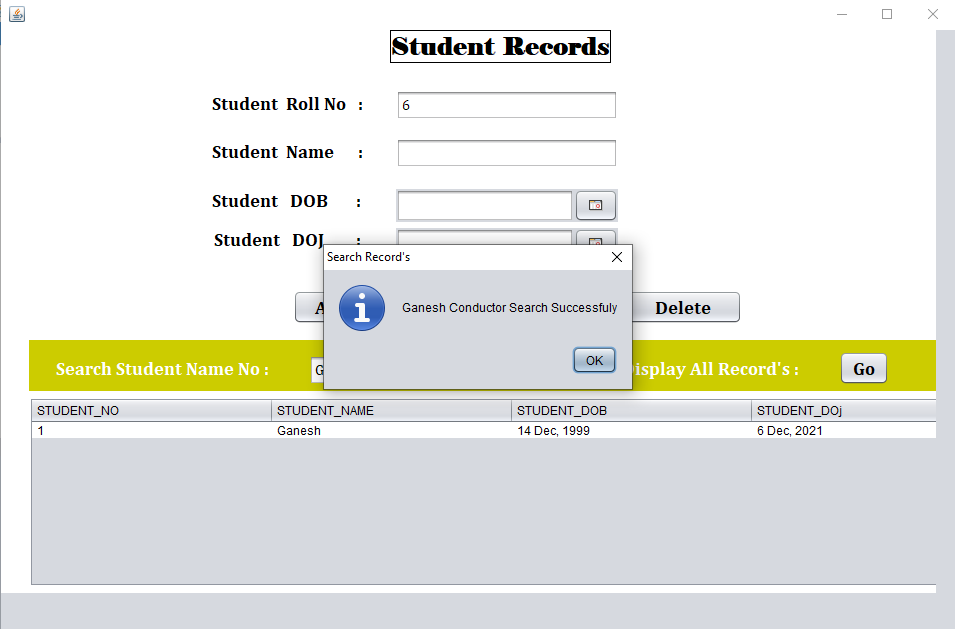 Student Records
Student Roll No : 6
Student Name :
Student DOB :
Student DOJ :
Search Record's
Ganesh Conductor Search Successfuly
OK
Delete
Search Student Name No :
Display All Record's :
Go
STUDENT_NO STUDENT_NAME STUDENT_DOB STUDENT_DOj
1 Ganesh 14 Dec, 1999 6 Dec, 2021